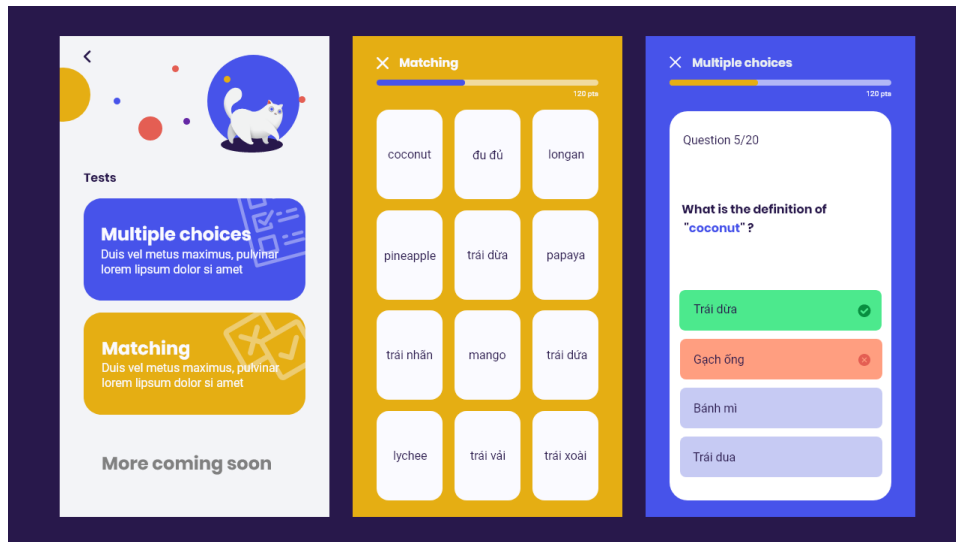 Tests
Multiple choices
Duis vel metus maximus, pulvinar
lorem lipsum dolor si amet
Matching
Duis vel metus maximus, pulvinar
lorem lipsum dolor si amet
More coming soon
Matching
120 pts
coconut
đu đủ
longan
pineapple
trái dừa
papaya
trái nhãn
mango
trái dứa
lychee
trái vải
trái xoài
Multiple choices
120 pts
Question 5/20
What is the definition of
"coconut" ?
Trái dừa
Gạch ống
Bánh mì
Trái dua